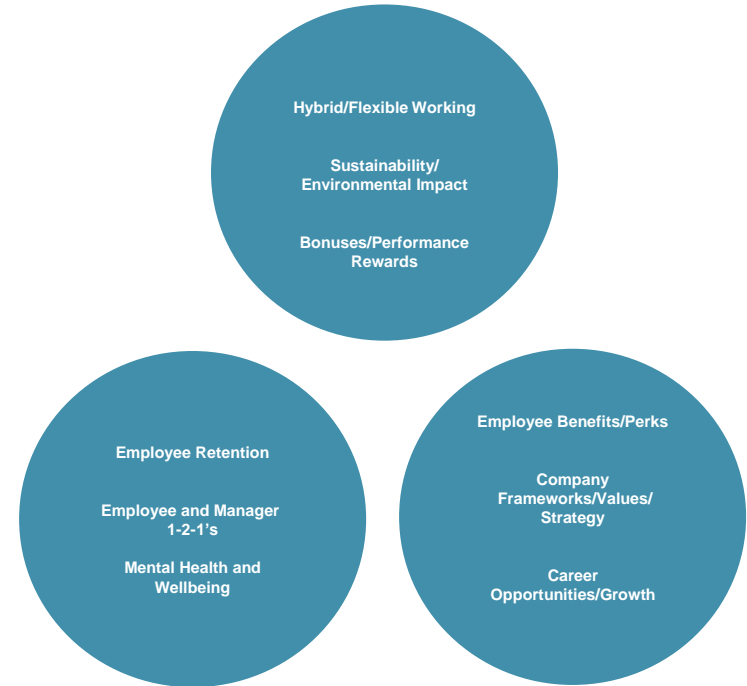 Hybrid/Flexible Working
Sustainability/
Environmental Impact
Bonuses/Performance
Rewards
Employee Retention
Employee and Manager
1-2-1's
Mental Health and
Wellbeing
Employee Benefits/Perks
Company
Frameworks/Values/
Strategy
Career
Opportunities/Growth